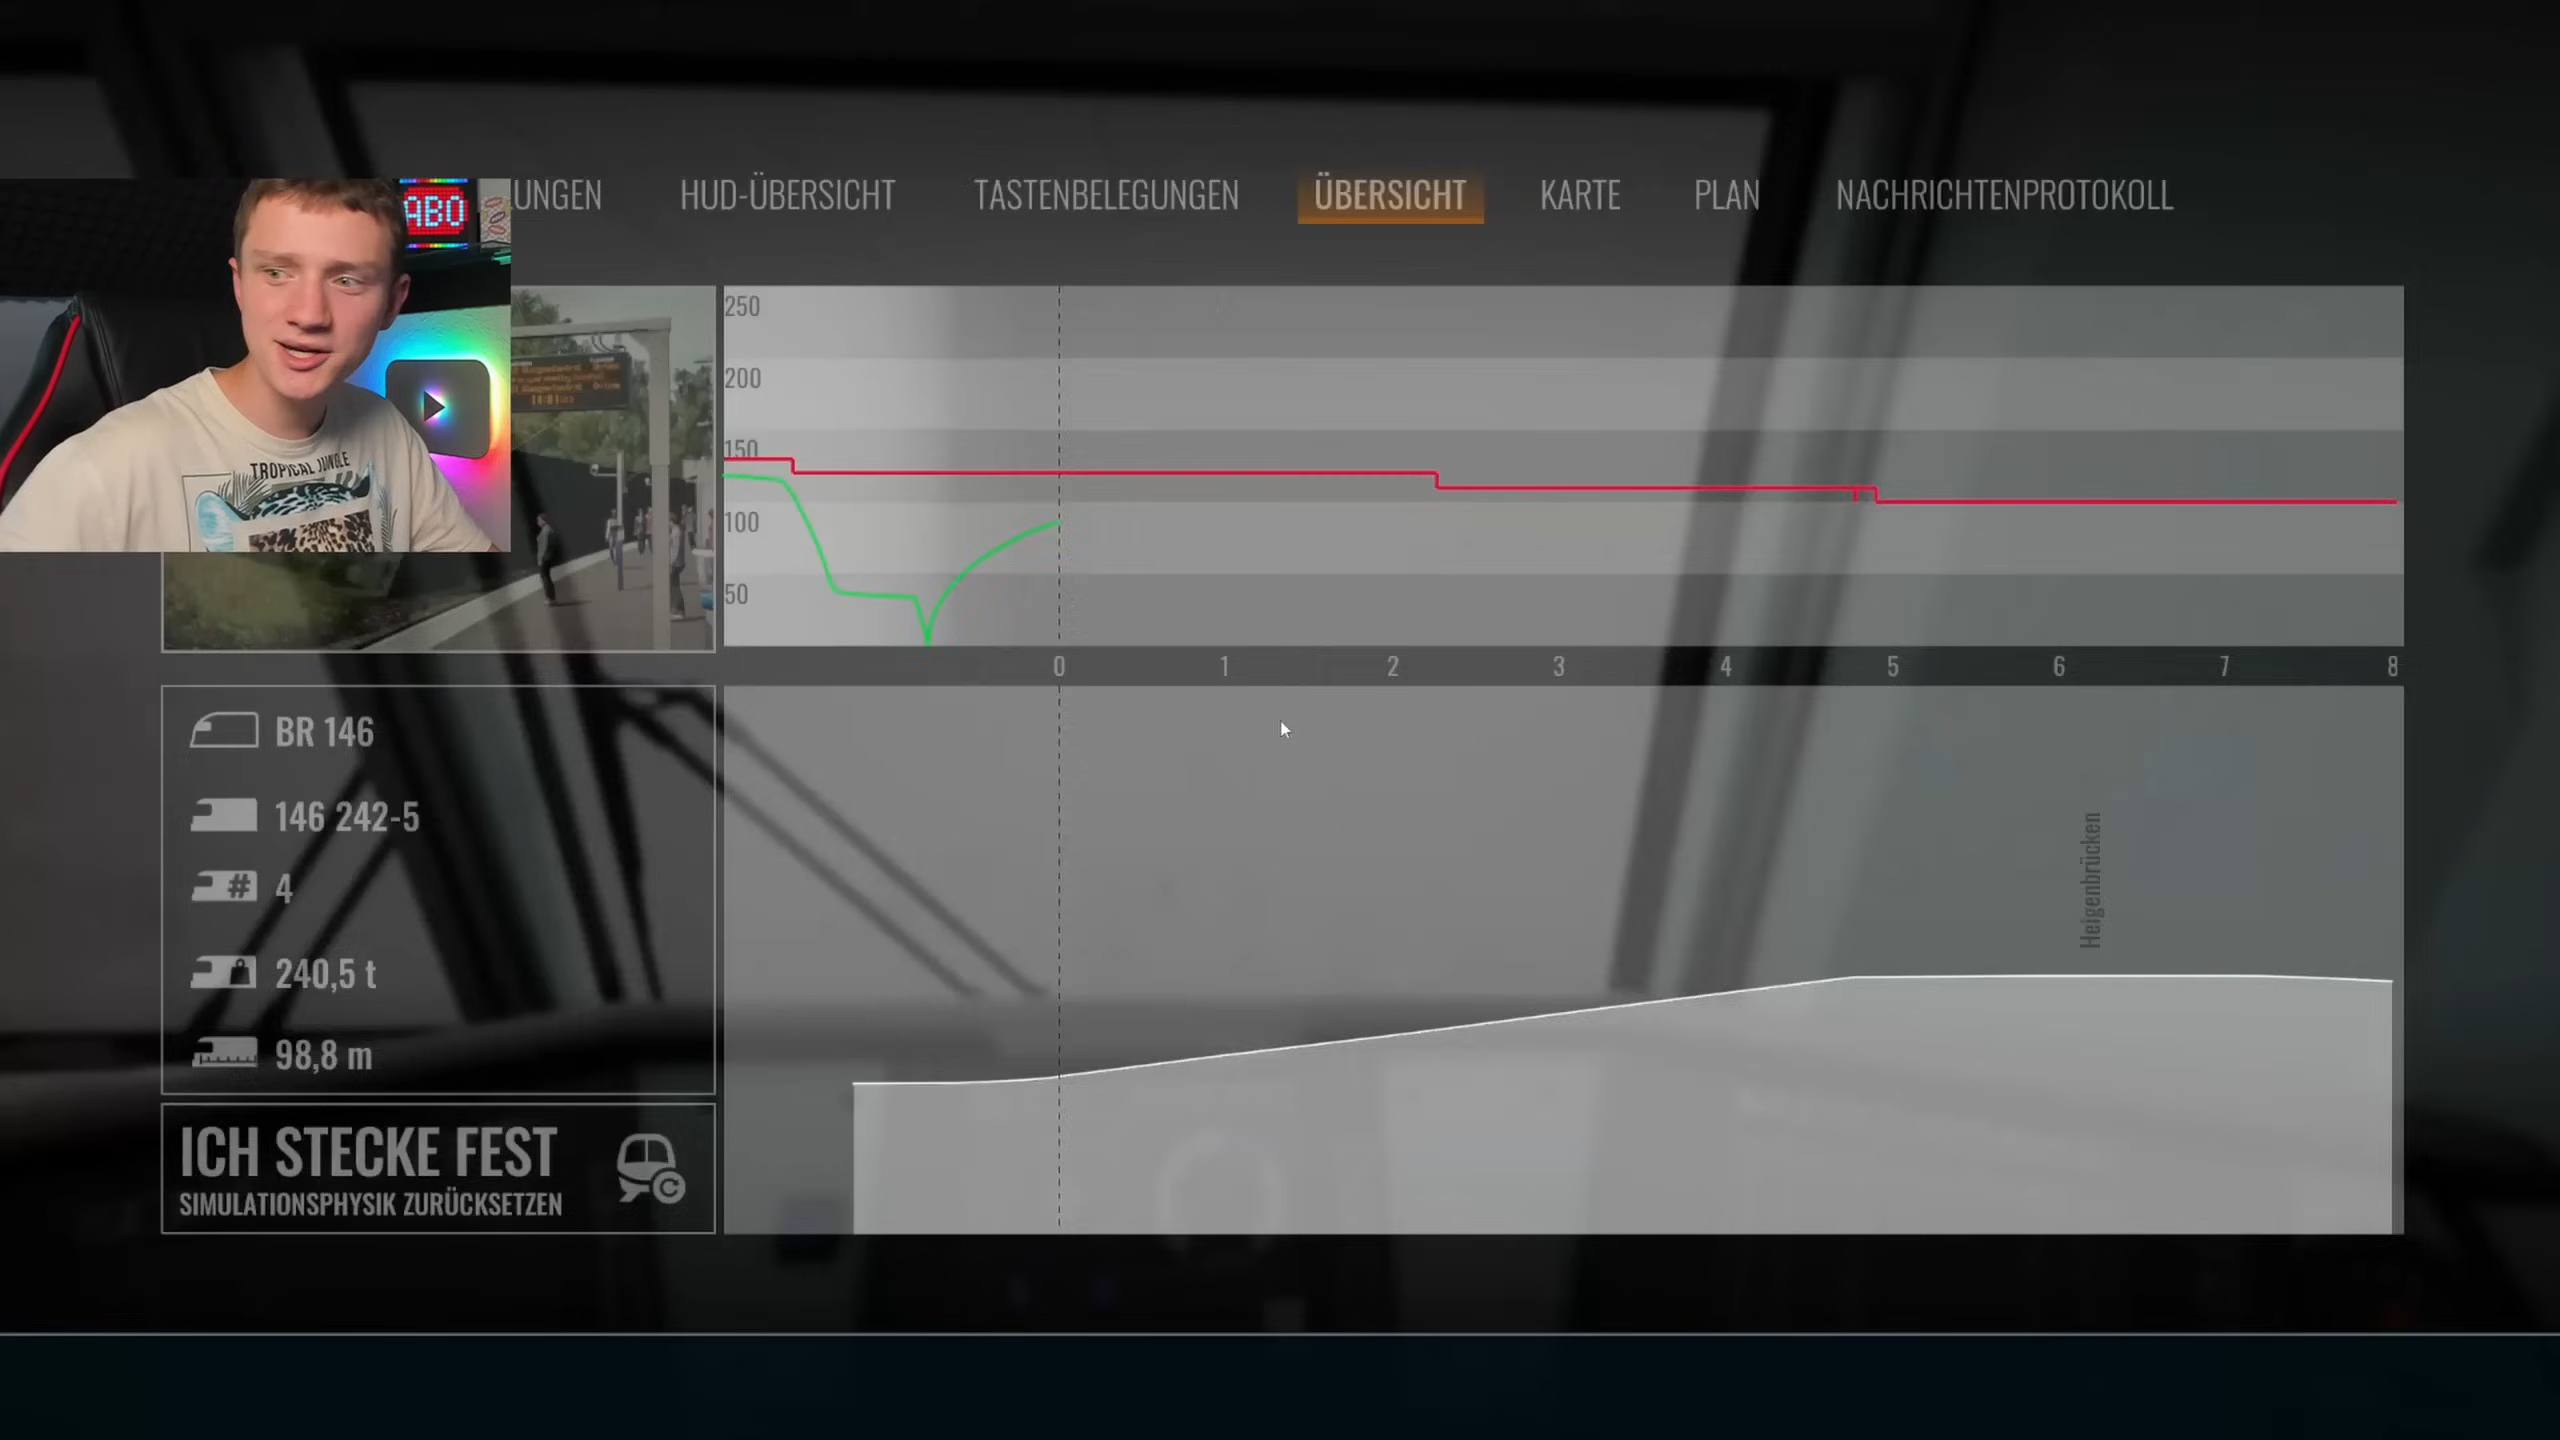 UNGEN
HUD-ÜBERSICHT
TASTENBELEGUNGEN
ÜBERSICHT
KARTE
PLAN
NACHRICHTENPROTOKOLL
ABO
TROPICAL JUNGLE
250
200
150
100
50
0
1
2
3
4
5
6
7
8
BR 146
146 242-5
# 4
240,5 t
98,8 m
Heigenbrücken
ICH STECKE FEST
SIMULATIONSPHYSIK ZURÜCKSETZEN